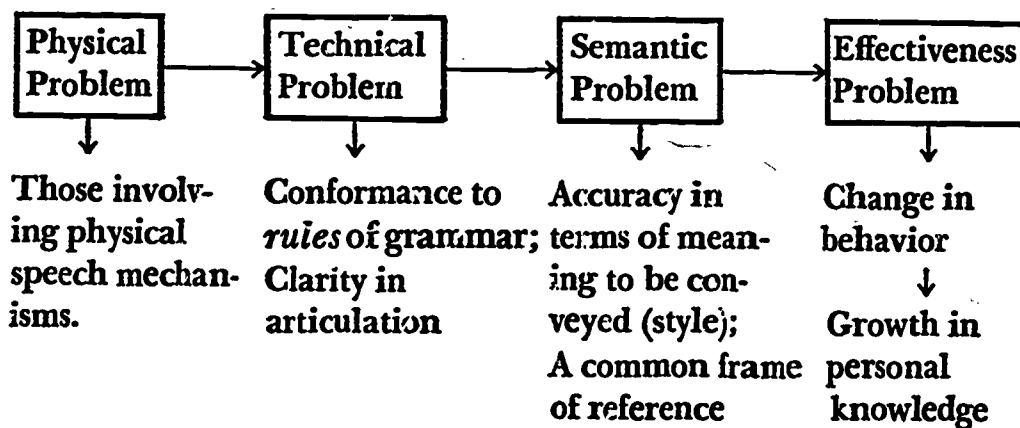 Physical
Problem
Technical
Problem
Semantic
Problem
Effectiveness
Problem
Those involv-
ing physical
speech mechan-
isms.
Conformance to
rules of grammar;
Clarity in
articulation
Accuracy in
terms of mean-
ing to be con-
veyed (style);
A common frame
of reference
Change in
behavior
Growth in
personal
knowledge